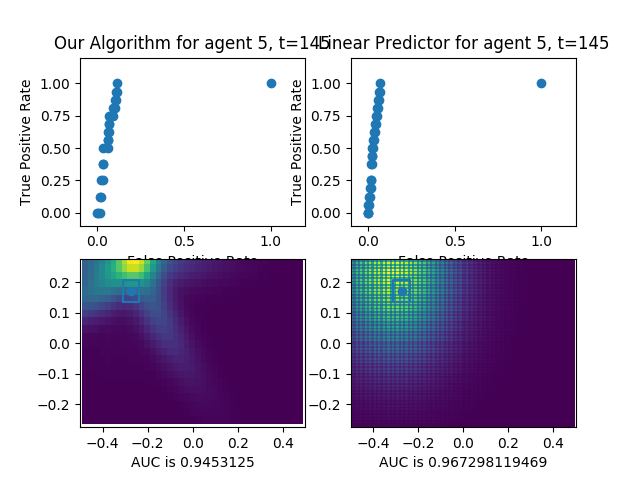 Our Algorithm for agent 5, t=145
Linear Predictor for agent 5, t=145
True Positive Rate
1.00
0.75
0.50
0.25
0.00
0.0 0.5 1.0
False Positive Rate
True Positive Rate
1.00
0.75
0.50
0.25
0.00
0.0 0.5 1.0
False Positive Rate
0.2
0.1
0.0
−0.1
−0.2
−0.4 −0.2 0.0 0.2 0.4
AUC is 0.9453125
0.2
0.1
0.0
−0.1
−0.2
−0.4 −0.2 0.0 0.2 0.4
AUC is 0.967298119469